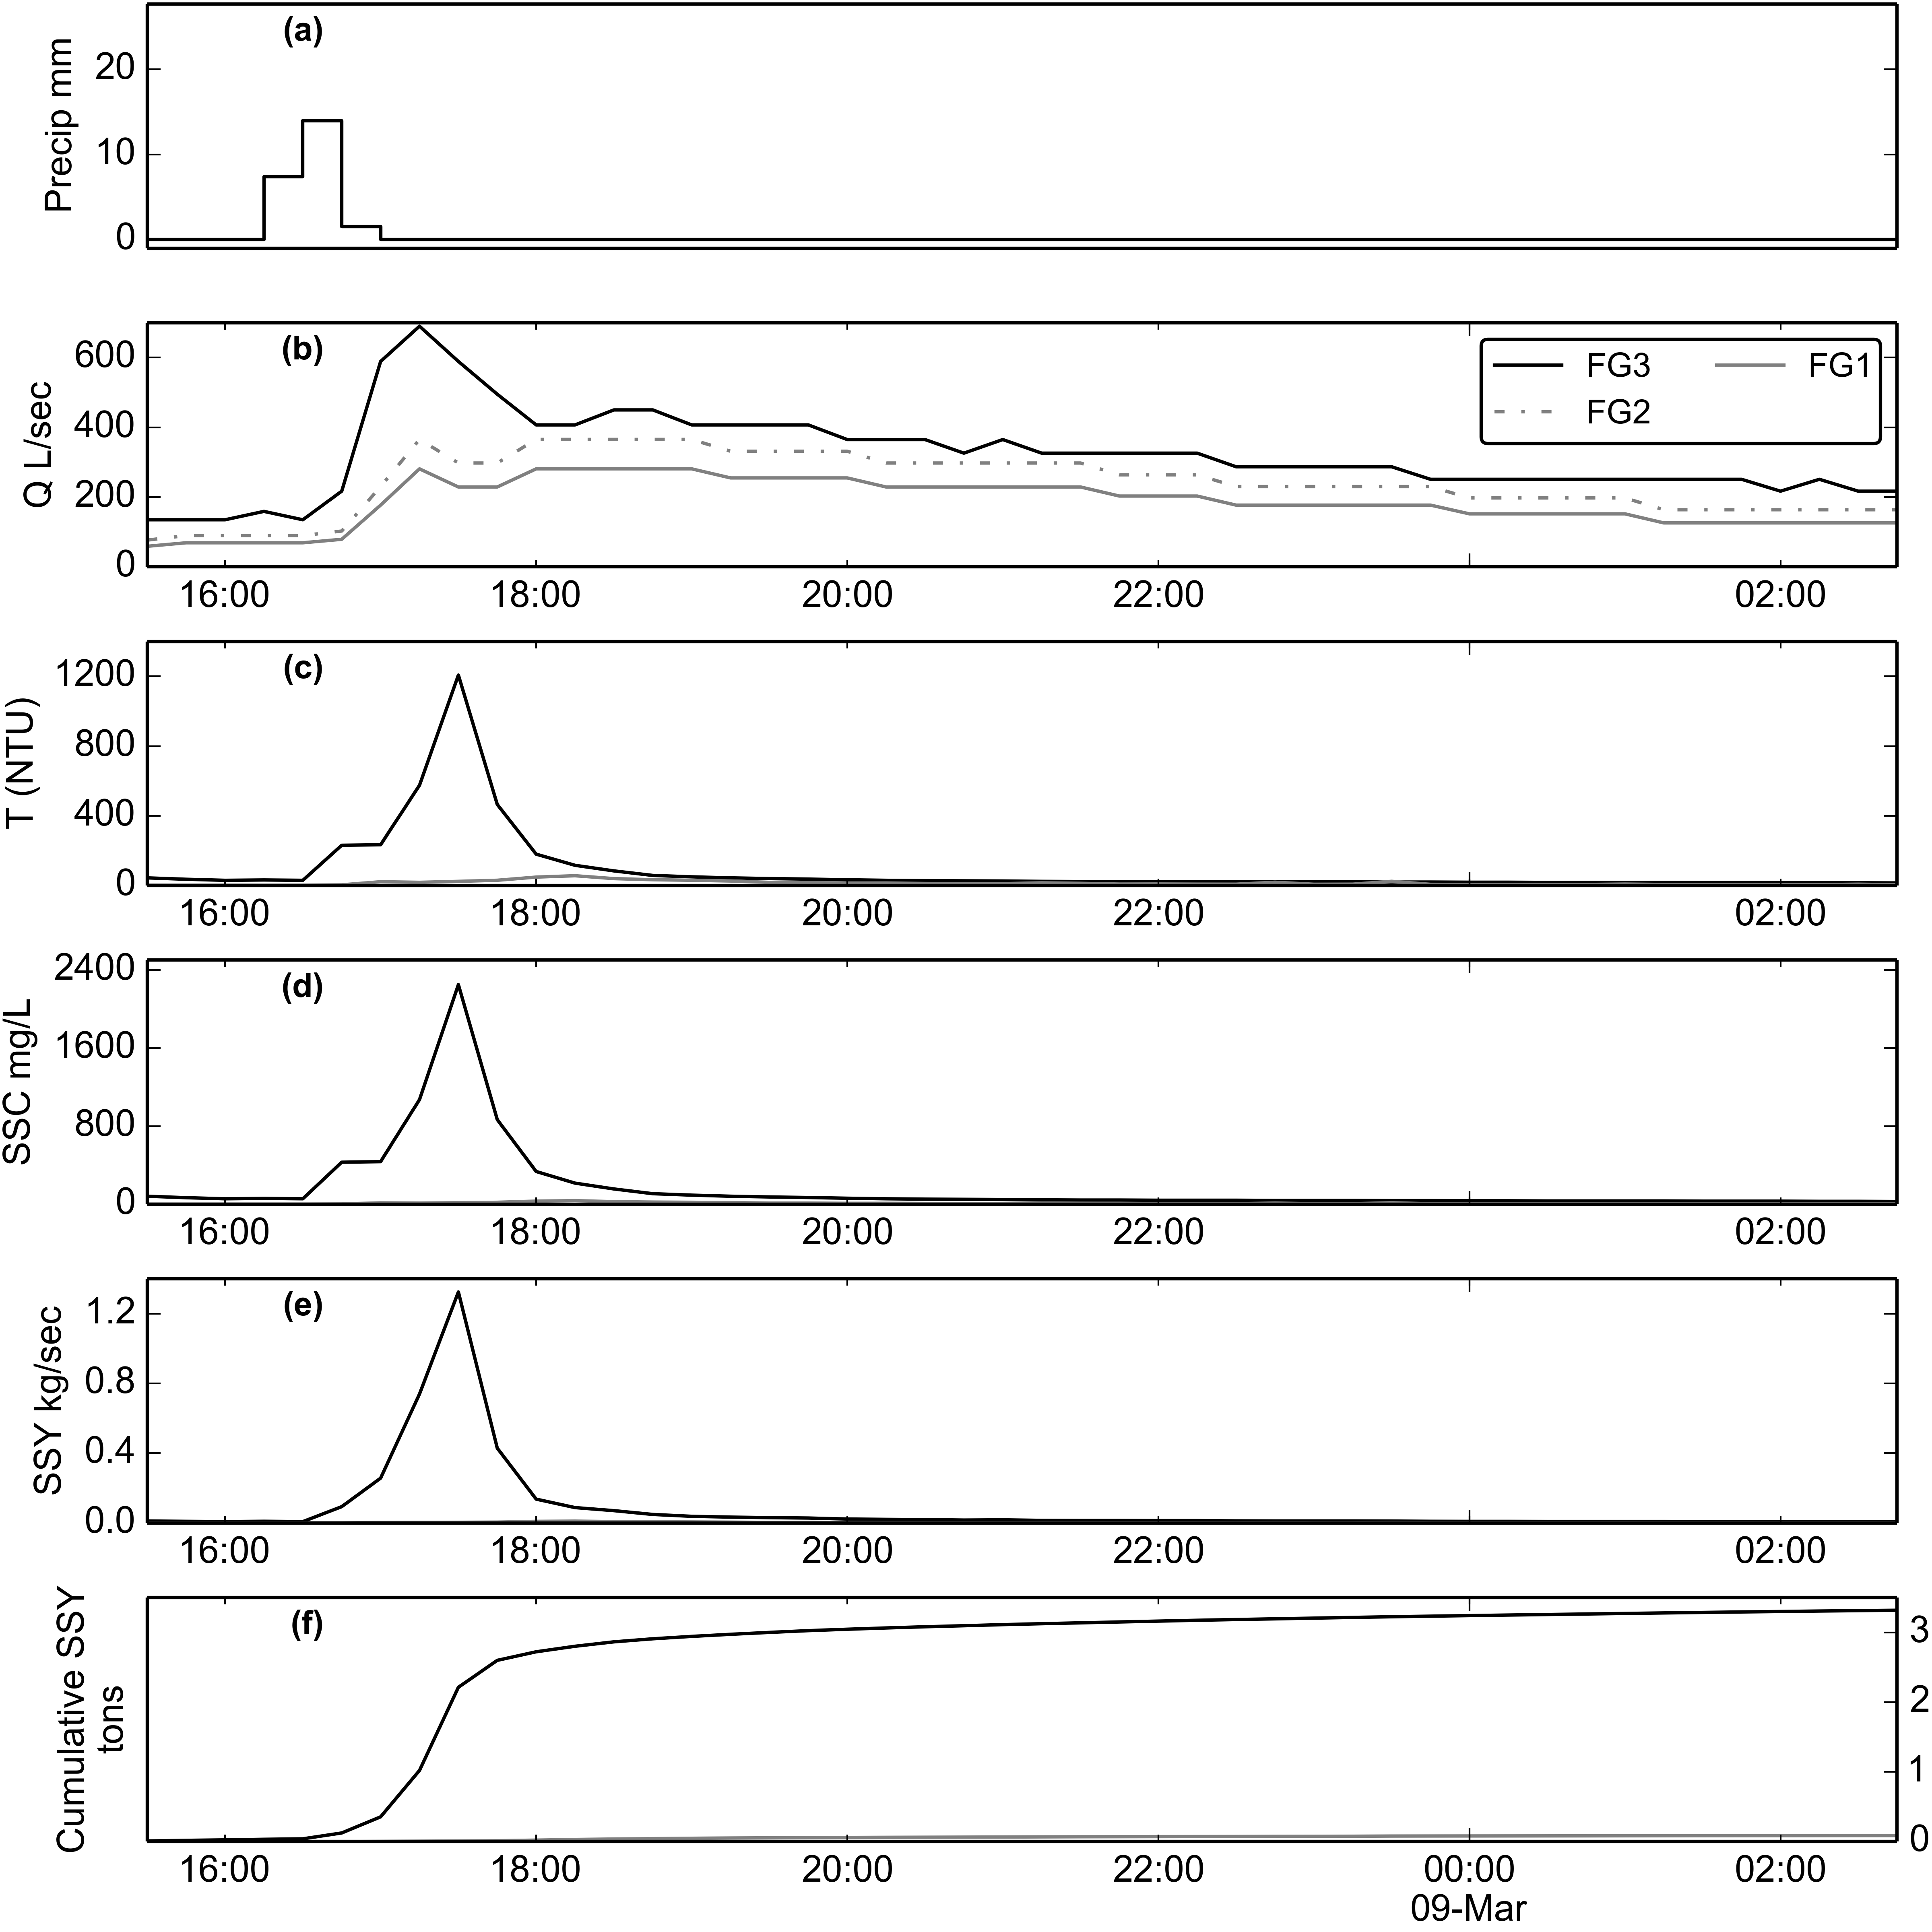 (a)
Precip mm
20
10
0
(b)
Q L/sec
600
400
200
0
FG3 FG1
FG2
16:00 18:00 20:00 22:00 02:00
(c)
T (NTU)
1200
800
400
0
16:00 18:00 20:00 22:00 02:00
(d)
SSC mg/L
2400
1600
800
0
16:00 18:00 20:00 22:00 02:00
(e)
SSY kg/sec
1.2
0.8
0.4
0.0
16:00 18:00 20:00 22:00 02:00
(f)
Cumulative SSY
tons
3
2
1
0
16:00 18:00 20:00 22:00 00:00 02:00
09-Mar